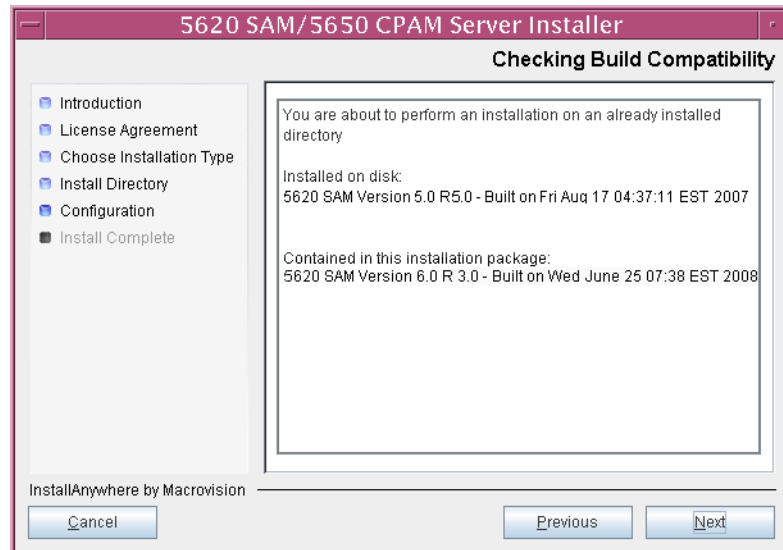 5620 SAM/5650 CPAM Server Installer
Checking Build Compatibility
Introduction
License Agreement
Choose Installation Type
Install Directory
Configuration
Install Complete
You are about to perform an installation on an already installed
directory
Installed on disk:
5620 SAM Version 5.0 R5.0 - Built on Fri Aug 17 04:37:11 EST 2007
Contained in this installation package:
5620 SAM Version 6.0 R 3.0 - Built on Wed June 25 07:38 EST 2008
InstallAnywhere by Macrovision
Cancel
Previous
Next